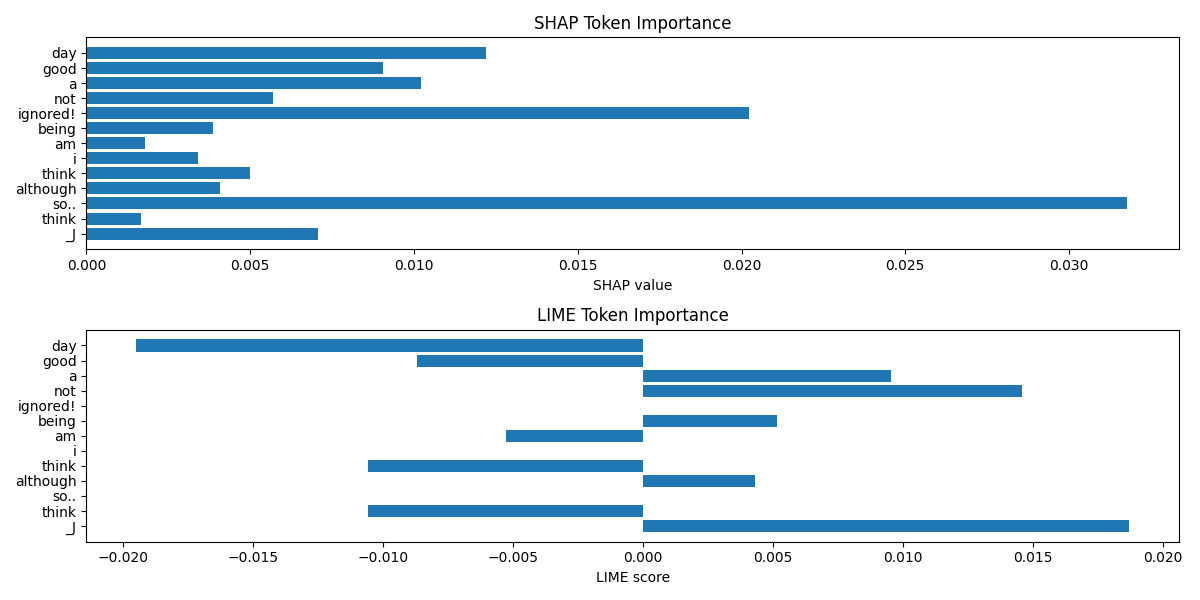 SHAP Token Importance
day
good
a
not
ignored!
being
am
i
think
although
so..
think
_J
0.000 0.005 0.010 0.015 0.020 0.025 0.030
SHAP value
LIME Token Importance
day
good
a
not
ignored!
being
am
i
think
although
so..
think
_J
−0.020 −0.015 −0.010 −0.005 0.000 0.005 0.010 0.015 0.020
LIME score